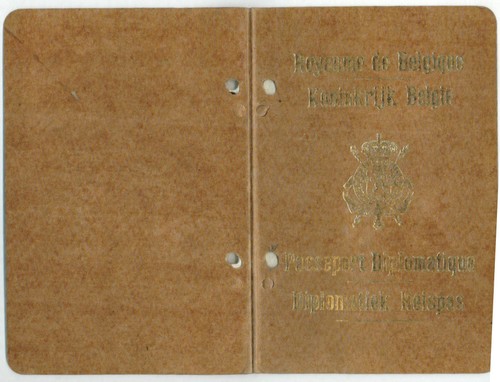 Royaume de Belgique
Koninkrijk België
Passeport Diplomatique
Diplomatiek Reispas